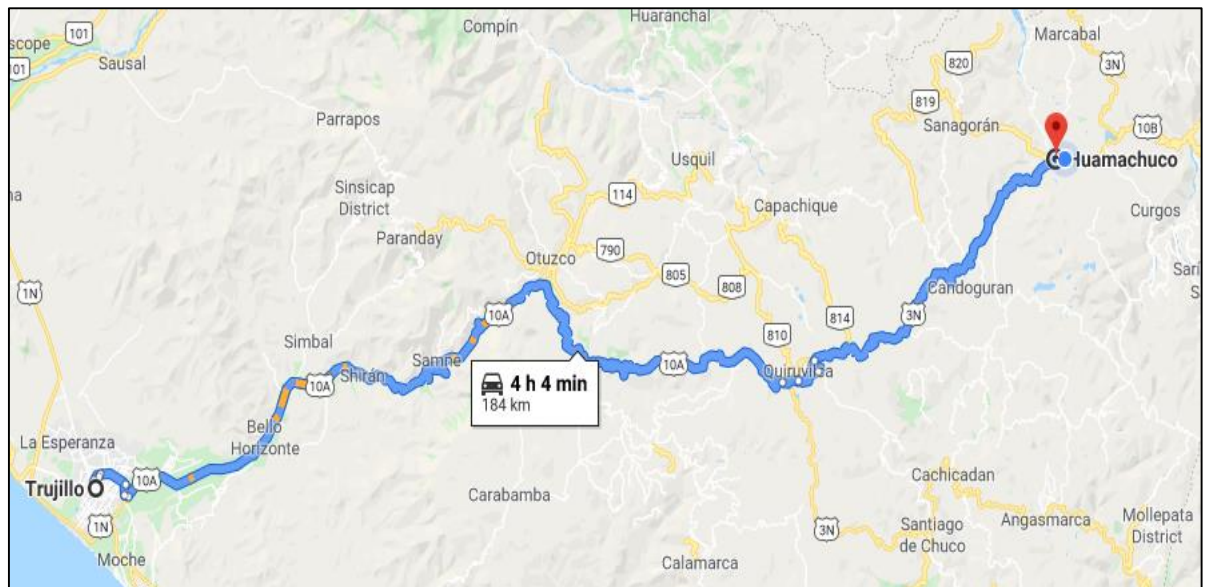 Compín
Huaranchal
Marcabal
101
scope
820
3N
101
Sausal
819
Parrapos
Sanagorán
10B
Usquil
Huamachuco
Sinsicap
District
114
na
Capachique
Curgos
Paranday
790
Otuzco
805
Sari
1N
808
S
Candoguran
10A
814
3N
Simbal
810
Samne
10A
Shirán
10A
Quiruvilca
4 h 4 min
184 km
Bello
Horizonte
La Esperanza
Cachicadan
10A
Trujillo
Carabamba
Angasmarca
Mollepata
District
1N
3N
Santiago
de Chuco
Moche
Calamarca